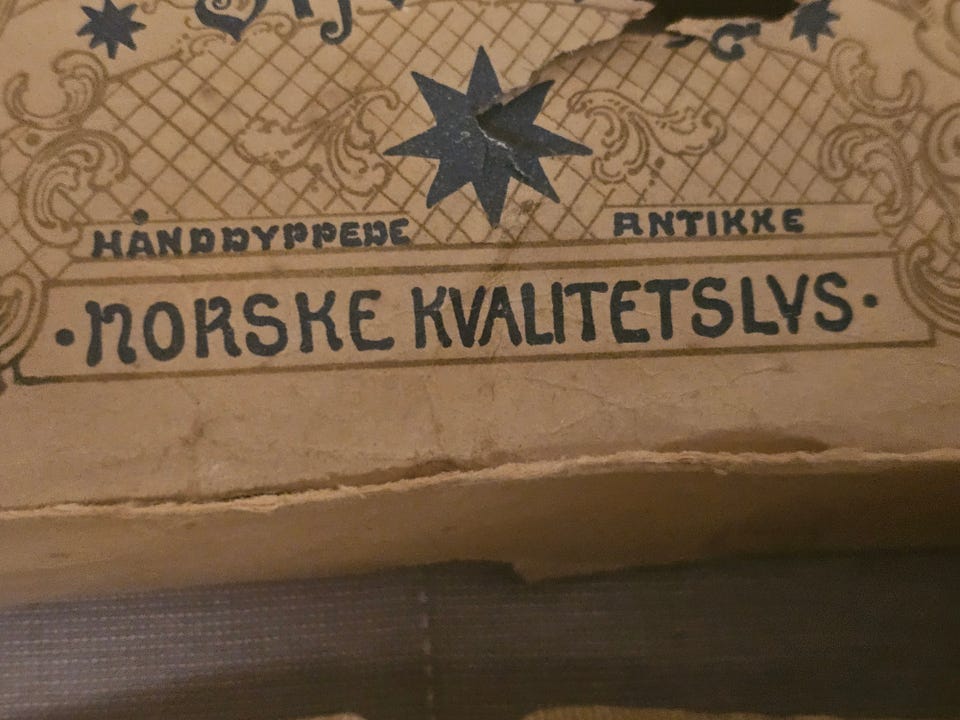 HÅNDDYPPEDE ANTIKKE
·NORSKE KVALITETSLYS·